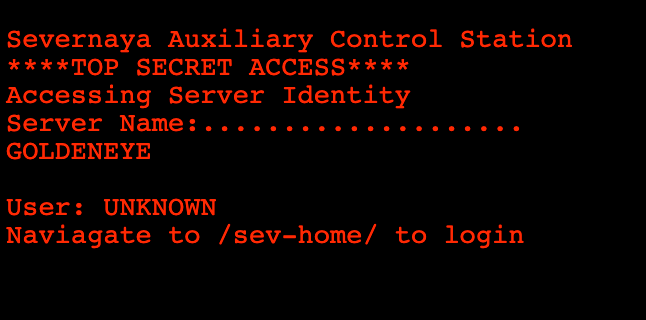 Severnaya Auxiliary Control Station
****TOP SECRET ACCESS****
Accessing Server Identity
Server Name:....................
GOLDENEYE
User: UNKNOWN
Naviagate to /sev-home/ to login